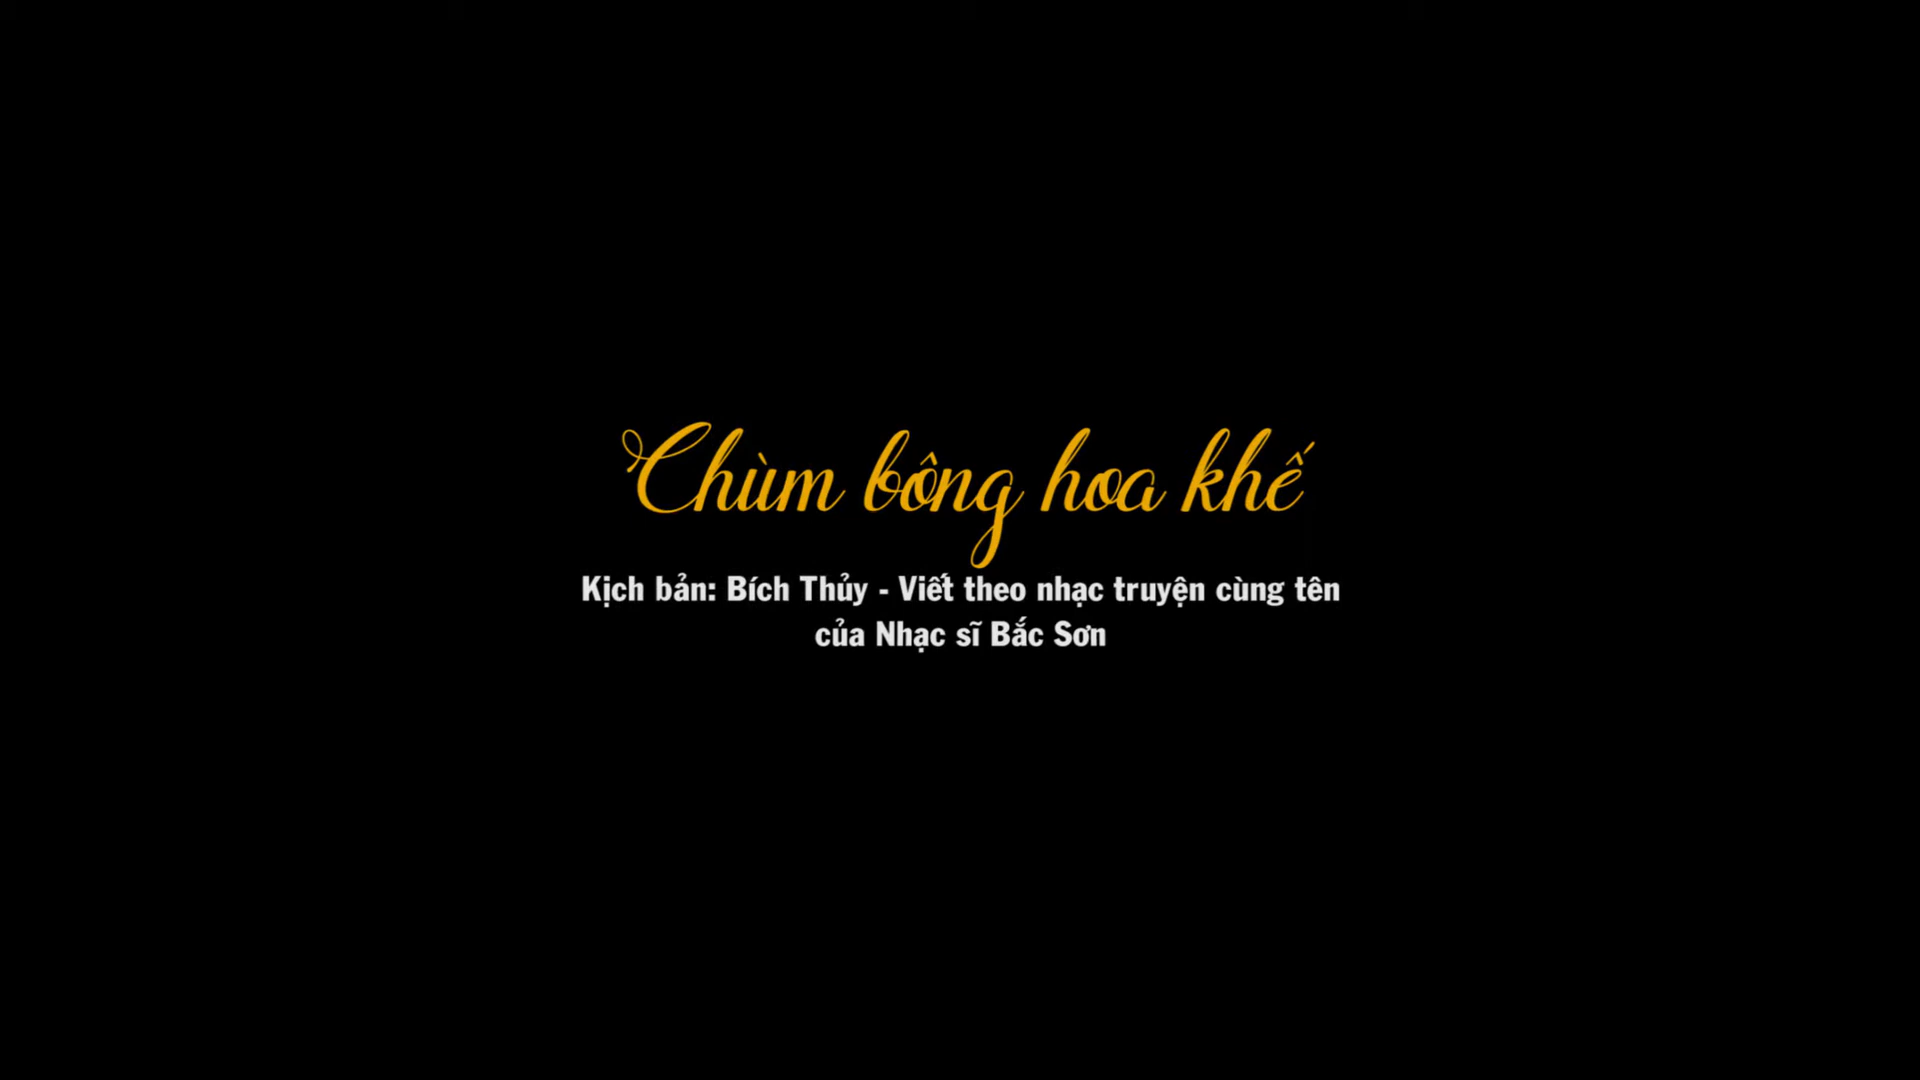 Chùm bông hoa khế
Kịch bản: Bích Thủy - Viết theo nhạc truyện cùng tên
của Nhạc sĩ Bắc Sơn